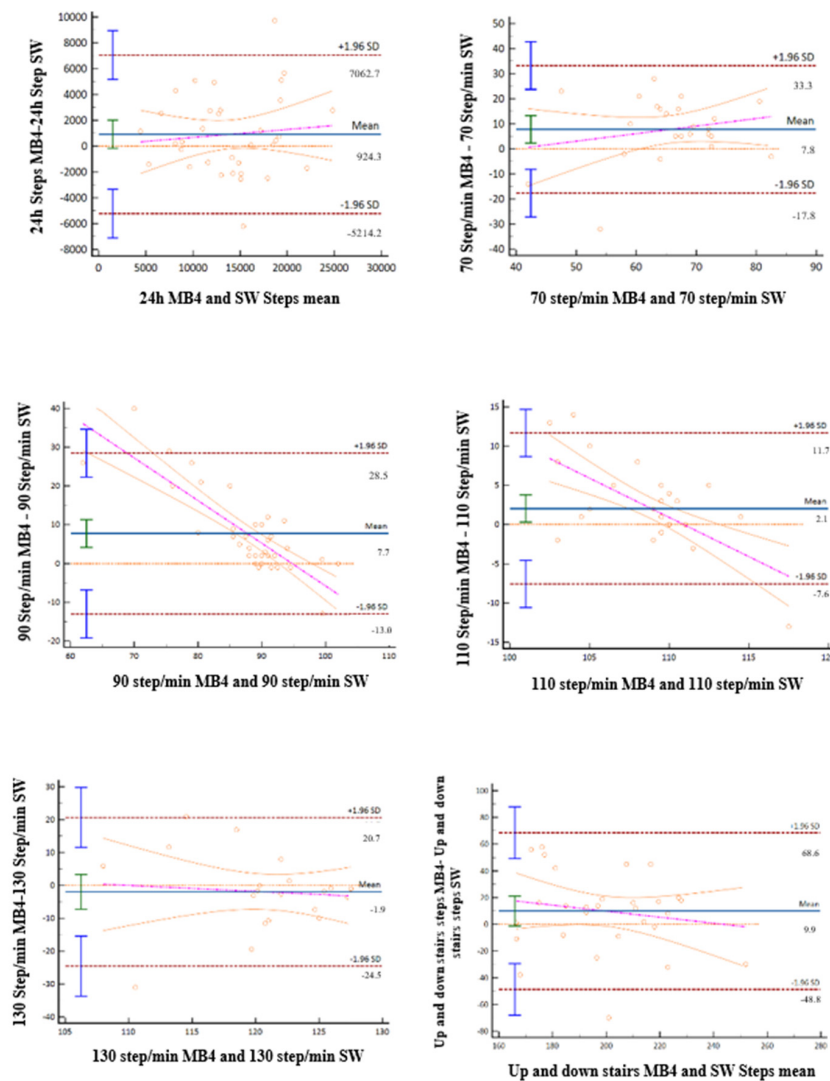 24h Steps MB4-24h Step SW
10000
8000
6000
4000
2000
0
-2000
-4000
-6000
-8000
+1.96 SD
7062.7
Mean
924.3
-1.96 SD
-5214.2
0 5000 10000 15000 20000 25000 30000
24h MB4 and SW Steps mean
70 Step/min MB4 – 70 Step/min SW
50
40
30
20
10
0
-10
-20
-30
-40
+1.96 SD
33.3
Mean
7.8
-1.96 SD
-17.8
40 50 60 70 80 90
70 step/min MB4 and 70 step/min SW
90 Step/min MB4 – 90 Step/min SW
40
30
20
10
0
-10
-20
+1.96 SD
28.5
Mean
7.7
-1.96 SD
-13.0
60 70 80 90 100 110
90 step/min MB4 and 90 step/min SW
110 Step/min MB4 – 110 Step/min SW
15
10
5
0
-5
-10
-15
+1.96 SD
11.7
Mean
2.1
-1.96 SD
-7.6
100 105 110 115
110 step/min MB4 and 110 step/min SW
130 Step/min MB4-130 Step/min SW
30
20
10
0
-10
-20
-30
-40
+1.96 SD
20.7
Mean
-1.9
-1.96 SD
-24.5
105 110 115 120 125 130
130 step/min MB4 and 130 step/min SW
Up and down stairs steps MB4- Up and down
stairs steps SW
100
80
60
40
20
0
-20
-40
-60
-80
+1.96 SD
68.6
Mean
9.9
-1.96 SD
-48.8
160 180 200 220 240 260 280
Up and down stairs MB4 and SW Steps mean